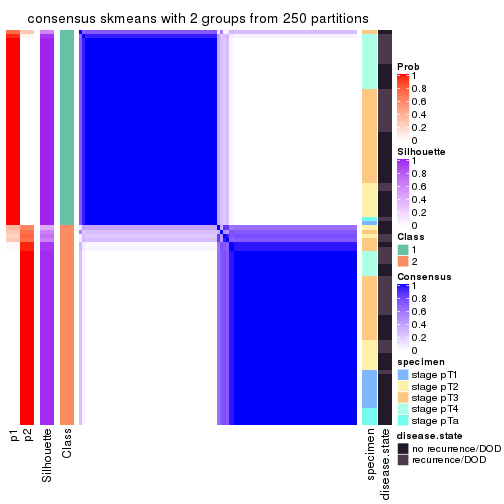 consensus skmeans with 2 groups from 250 partitions
Prob
1
0.8
0.6
0.4
0.2
0
Silhouette
1
0.8
0.6
0.4
0.2
0
Class
1
2
Consensus
1
0.8
0.6
0.4
0.2
0
specimen
stage pT1
stage pT2
stage pT3
stage pT4
stage pTa
disease.state
no recurrence/DOD
recurrence/DOD
p1
p2
Silhouette
Class
specimen
disease.state